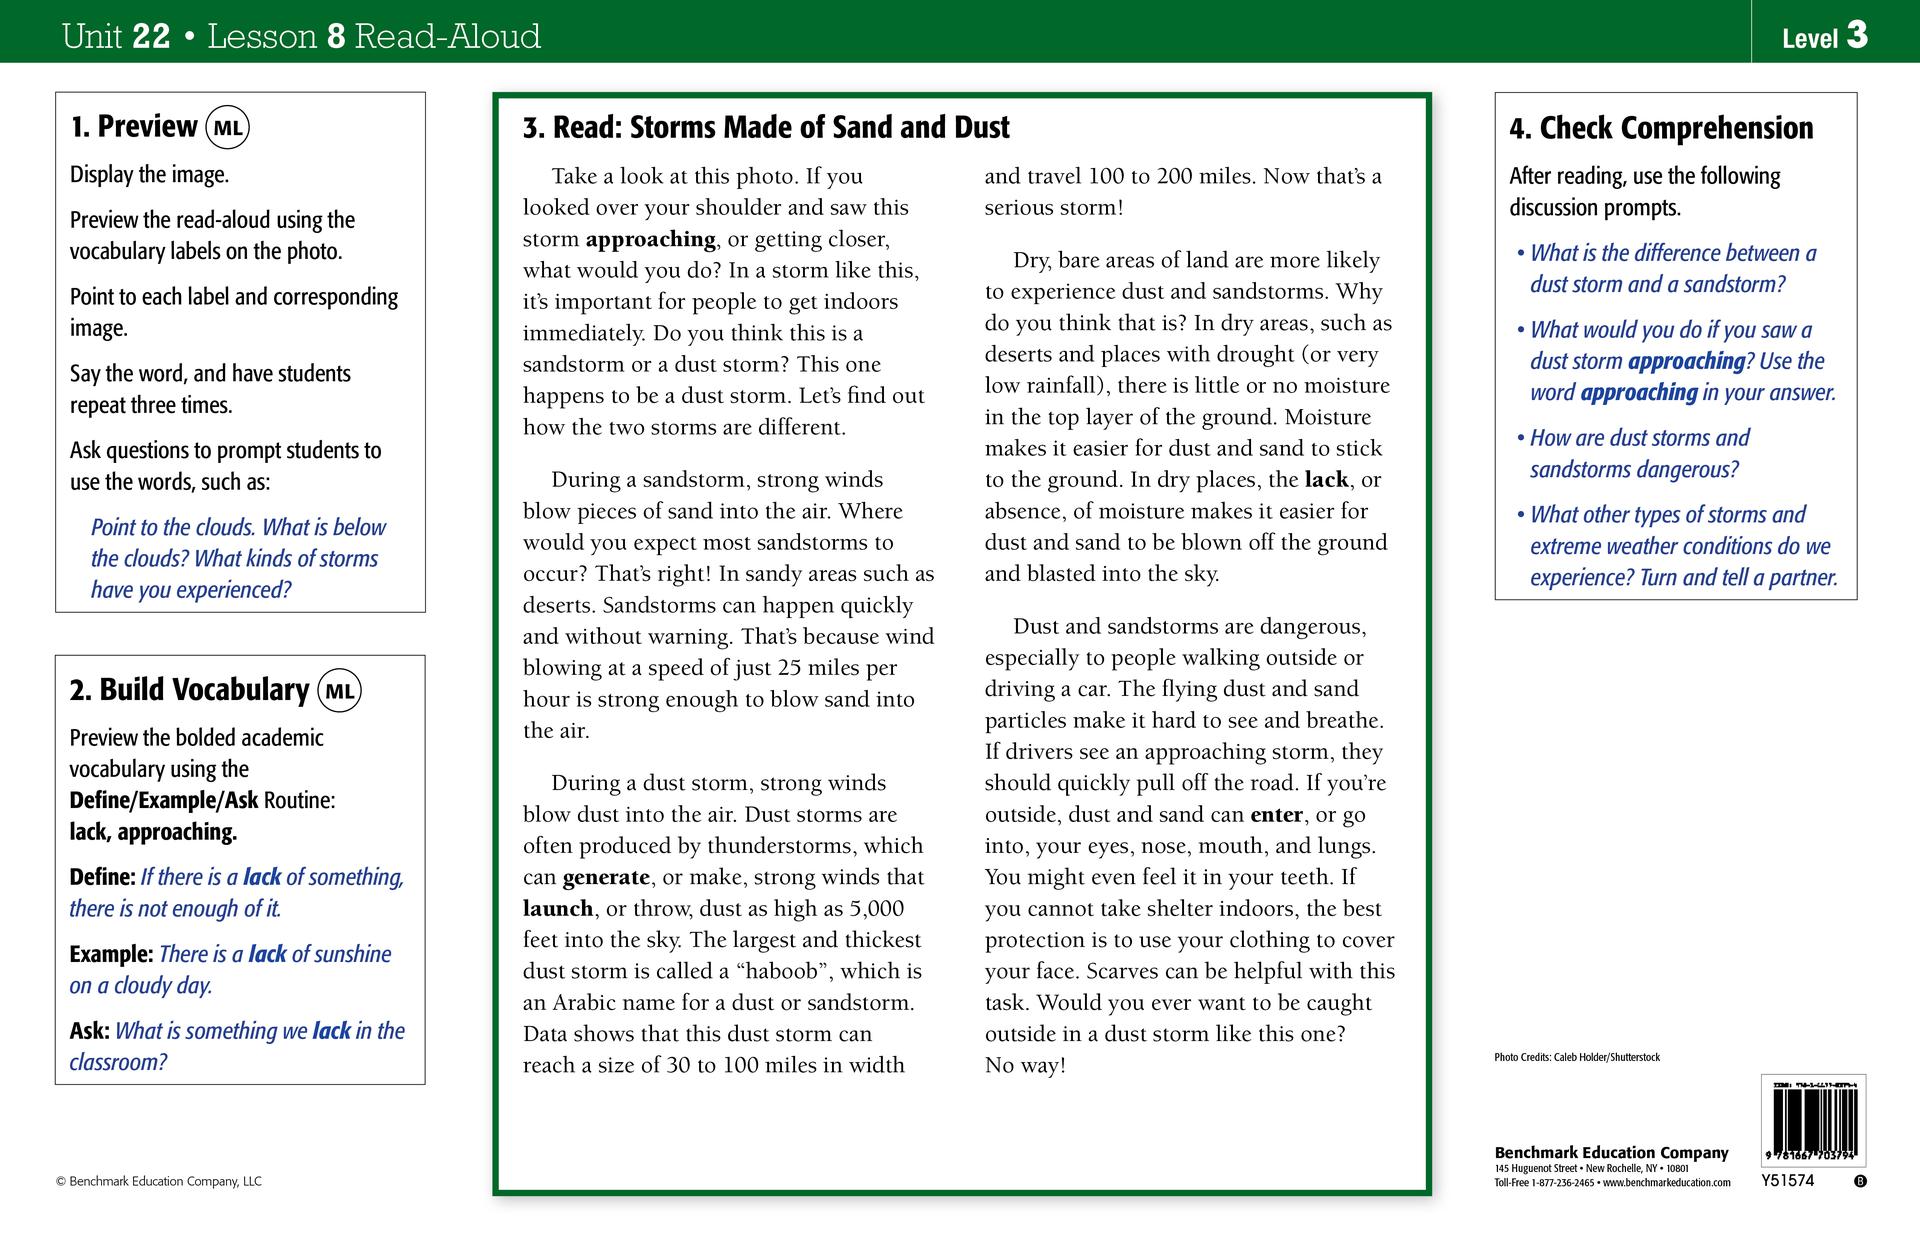 Unit 22 • Lesson 8 Read-Aloud
Level 3
1. Preview ML
Display the image.
Preview the read-aloud using the
vocabulary labels on the photo.
Point to each label and corresponding
image.
Say the word, and have students
repeat three times.
Ask questions to prompt students to
use the words, such as:
Point to the clouds. What is below
the clouds? What kinds of storms
have you experienced?
2. Build Vocabulary ML
Preview the bolded academic
vocabulary using the
Define/Example/Ask Routine:
lack, approaching.
Define: If there is a lack of something,
there is not enough of it.
Example: There is a lack of sunshine
on a cloudy day.
Ask: What is something we lack in the
classroom?
© Benchmark Education Company, LLC
3. Read: Storms Made of Sand and Dust
Take a look at this photo. If you
looked over your shoulder and saw this
storm approaching, or getting closer,
what would you do? In a storm like this,
it's important for people to get indoors
immediately. Do you think this is a
sandstorm or a dust storm? This one
happens to be a dust storm. Let's find out
how the two storms are different.
During a sandstorm, strong winds
blow pieces of sand into the air. Where
would you expect most sandstorms to
occur? That's right! In sandy areas such as
deserts. Sandstorms can happen quickly
and without warning. That's because wind
blowing at a speed of just 25 miles per
hour is strong enough to blow sand into
the air.
During a dust storm, strong winds
blow dust into the air. Dust storms are
often produced by thunderstorms, which
can generate, or make, strong winds that
launch, or throw, dust as high as 5,000
feet into the sky. The largest and thickest
dust storm is called a “haboob”, which is
an Arabic name for a dust or sandstorm.
Data shows that this dust storm can
reach a size of 30 to 100 miles in width
and travel 100 to 200 miles. Now that's a
serious storm!
Dry, bare areas of land are more likely
to experience dust and sandstorms. Why
do you think that is? In dry areas, such as
deserts and places with drought (or very
low rainfall), there is little or no moisture
in the top layer of the ground. Moisture
makes it easier for dust and sand to stick
to the ground. In dry places, the lack, or
absence, of moisture makes it easier for
dust and sand to be blown off the ground
and blasted into the sky.
Dust and sandstorms are dangerous,
especially to people walking outside or
driving a car. The flying dust and sand
particles make it hard to see and breathe.
If drivers see an approaching storm, they
should quickly pull off the road. If you're
outside, dust and sand can enter, or go
into, your eyes, nose, mouth, and lungs.
You might even feel it in your teeth. If
you cannot take shelter indoors, the best
protection is to use your clothing to cover
your face. Scarves can be helpful with this
task. Would you ever want to be caught
outside in a dust storm like this one?
No way!
4. Check Comprehension
After reading, use the following
discussion prompts.
• What is the difference between a
dust storm and a sandstorm?
• What would you do if you saw a
dust storm approaching? Use the
word approaching in your answer.
• How are dust storms and
sandstorms dangerous?
• What other types of storms and
extreme weather conditions do we
experience? Turn and tell a partner.
Photo Credits: Caleb Holder/Shutterstock
Benchmark Education Company
145 Huguenot Street • New Rochelle, NY • 10801
Toll-Free 1-877-236-2465 • www.benchmarkeducation.com
9 781667 703794
Y51574
B